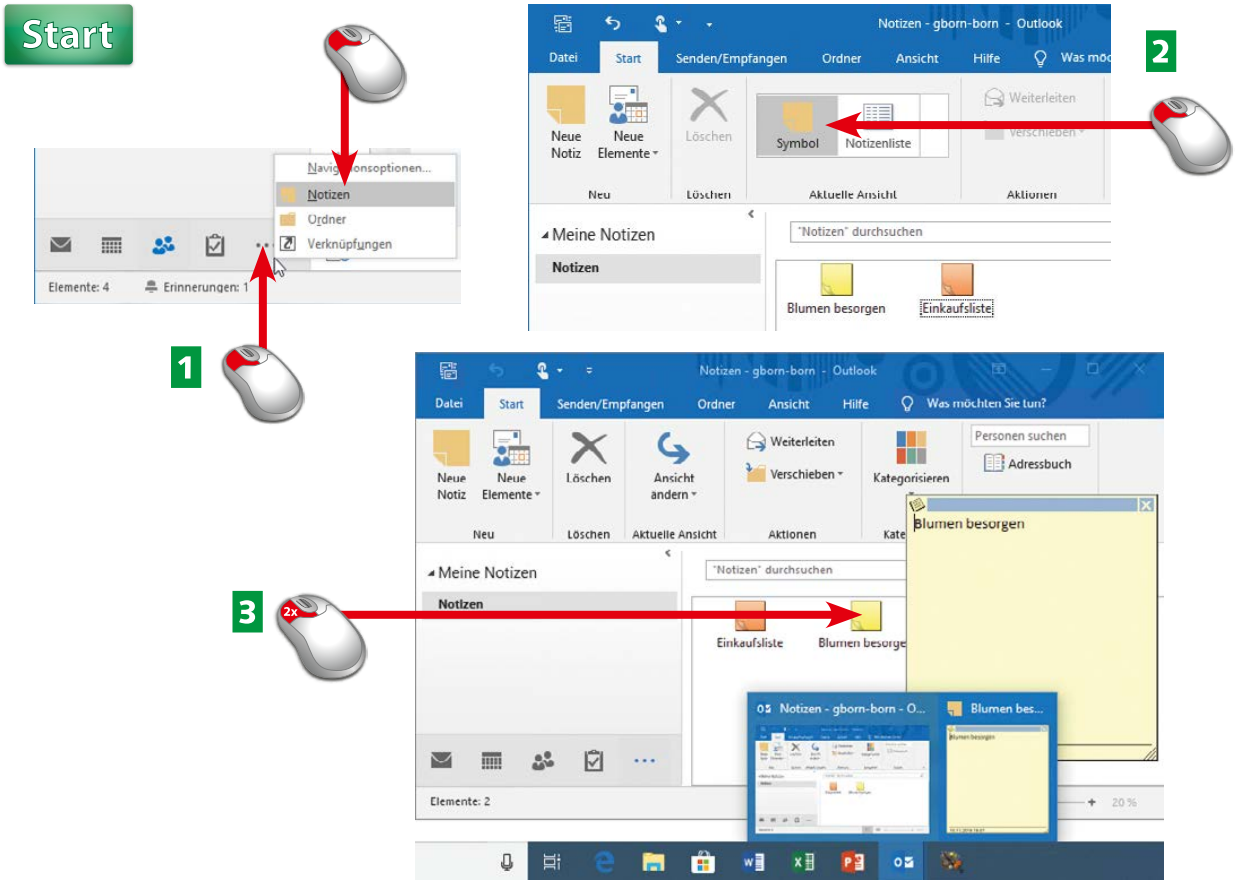 Start
Navigationsoptionen...
Notizen
Ordner
Verknüpfungen
Elemente: 4
Erinnerungen: 1
1
Notizen - gborn-born - Outlook
Datei Start Senden/Empfangen Ordner Ansicht Hilfe Was möc
Neue Notiz
Neue Elemente
Löschen
Symbol
Notizenliste
Weiterleiten
Verschieben
Neu Löschen Aktuelle Ansicht Aktionen
Meine Notizen
Notizen
"Notizen" durchsuchen
Blumen besorgen
Einkaufsliste
2
Notizen - gborn-born - Outlook
Datei Start Senden/Empfangen Ordner Ansicht Hilfe Was möchten Sie tun?
Neue Notiz
Neue Elemente
Löschen
Ansicht ändern
Weiterleiten
Verschieben
Kategorisieren
Personen suchen
Adressbuch
Neu Löschen Aktuelle Ansicht Aktionen Kate
Blumen besorgen
Meine Notizen
Notizen
"Notizen" durchsuchen
3
2x
Einkaufsliste
Blumen besorge
Notizen - gborn-born - O...
Blumen bes...
Blumen besorgen
Elemente: 2
20 %